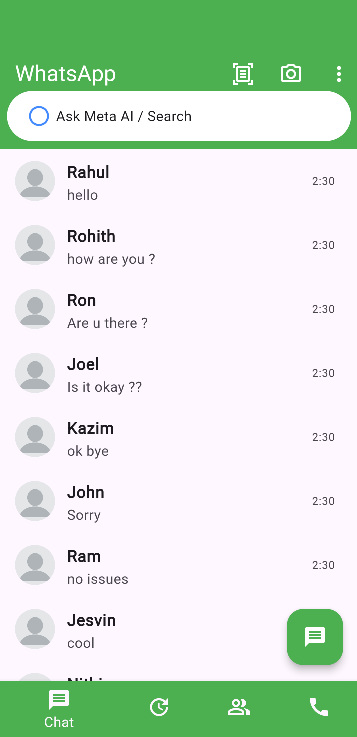 WhatsApp
Ask Meta AI / Search
Rahul
2:30
hello
Rohith
2:30
how are you ?
Ron
2:30
Are u there ?
Joel
2:30
Is it okay ??
Kazim
2:30
ok bye
John
2:30
Sorry
Ram
2:30
no issues
Jesvin
cool
Chat